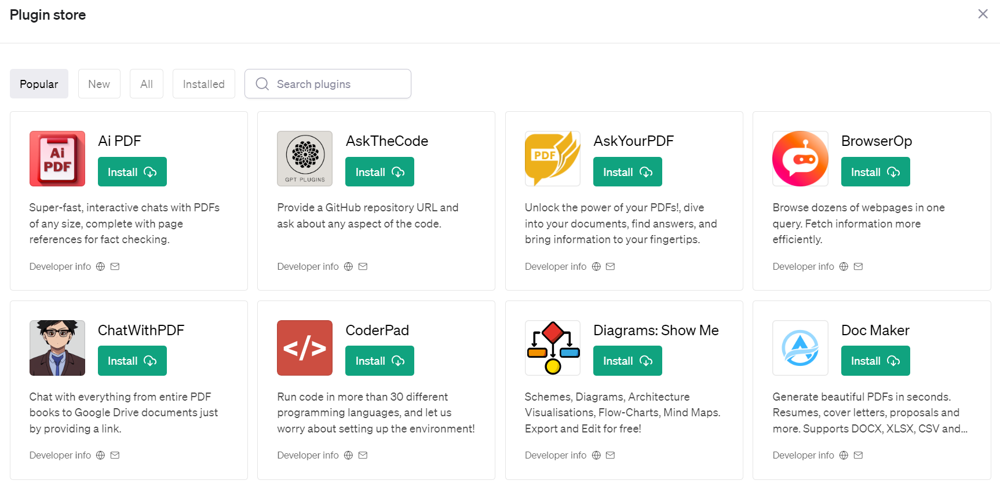 Plugin store
Popular
New
All
Installed
Search plugins
Ai
PDF
Ai PDF
Install
Super-fast, interactive chats with PDFs
of any size, complete with page
references for fact checking.
Developer info
GPT PLUGINS
AskTheCode
Install
Provide a GitHub repository URL and
ask about any aspect of the code.
Developer info
PDF
AskYourPDF
Install
Unlock the power of your PDFs!, dive
into your documents, find answers, and
bring information to your fingertips.
Developer info
BrowserOp
Install
Browse dozens of webpages in one
query. Fetch information more
efficiently.
Developer info
ChatWithPDF
Install
Chat with everything from entire PDF
books to Google Drive documents just
by providing a link.
Developer info
</>
CoderPad
Install
Run code in more than 30 different
programming languages, and let us
worry about setting up the environment!
Developer info
Diagrams: Show Me
Install
Schemes, Diagrams, Architecture
Visualisations, Flow-Charts, Mind Maps.
Export and Edit for free!
Developer info
Doc Maker
Install
Generate beautiful PDFs in seconds.
Resumes, cover letters, proposals and
more. Supports DOCX, XLSX, CSV and...
Developer info